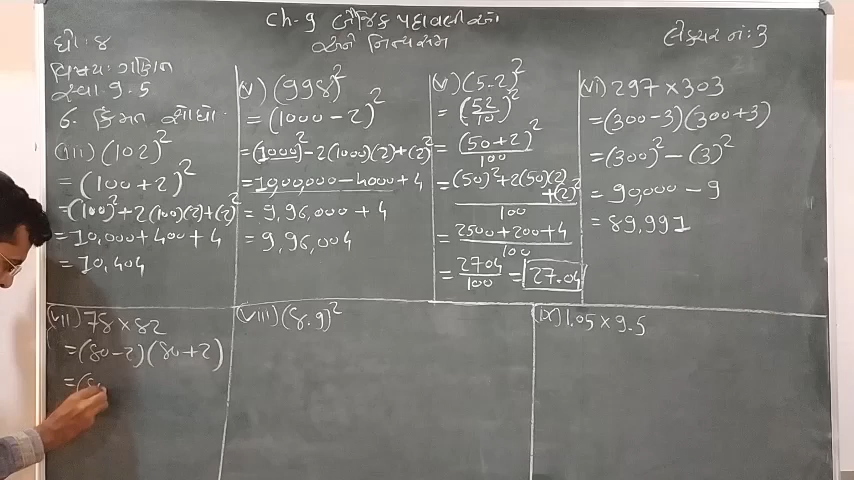 Ch-9 બૈજિક પદાવલીઓ
અને નિત્યસમ
લેક્ચર નં: 3
ધો: ૪
વિષય: ગણિત
સ્વા. 9.5
6. કિંમત શોધો.
(iii) (102)²
= (100+2)²
= (100)²+2(100)(2)+(2)²
= 10,000+400+4
= 10,404
(v) (998)²
= (1000-2)²
= (1000)²-2(1000)(2)+(2)²
= 10,00,000-4000+4
= 9,96,000+4
= 9,96,004
(v) (5.2)²
= (52/10)²
= (50+2)²/100
= (50)²+2(50)(2)+(2)²/100
= 2500+200+4/100
= 2704/100 = 27.04
(vi) 297×303
= (300-3)(300+3)
= (300)²-(3)²
= 90,000-9
= 89,991
(vii) 78×82
= (80-2)(80+2)
= (8
(viii) (8.9)²
(ix) 1.05×9.5